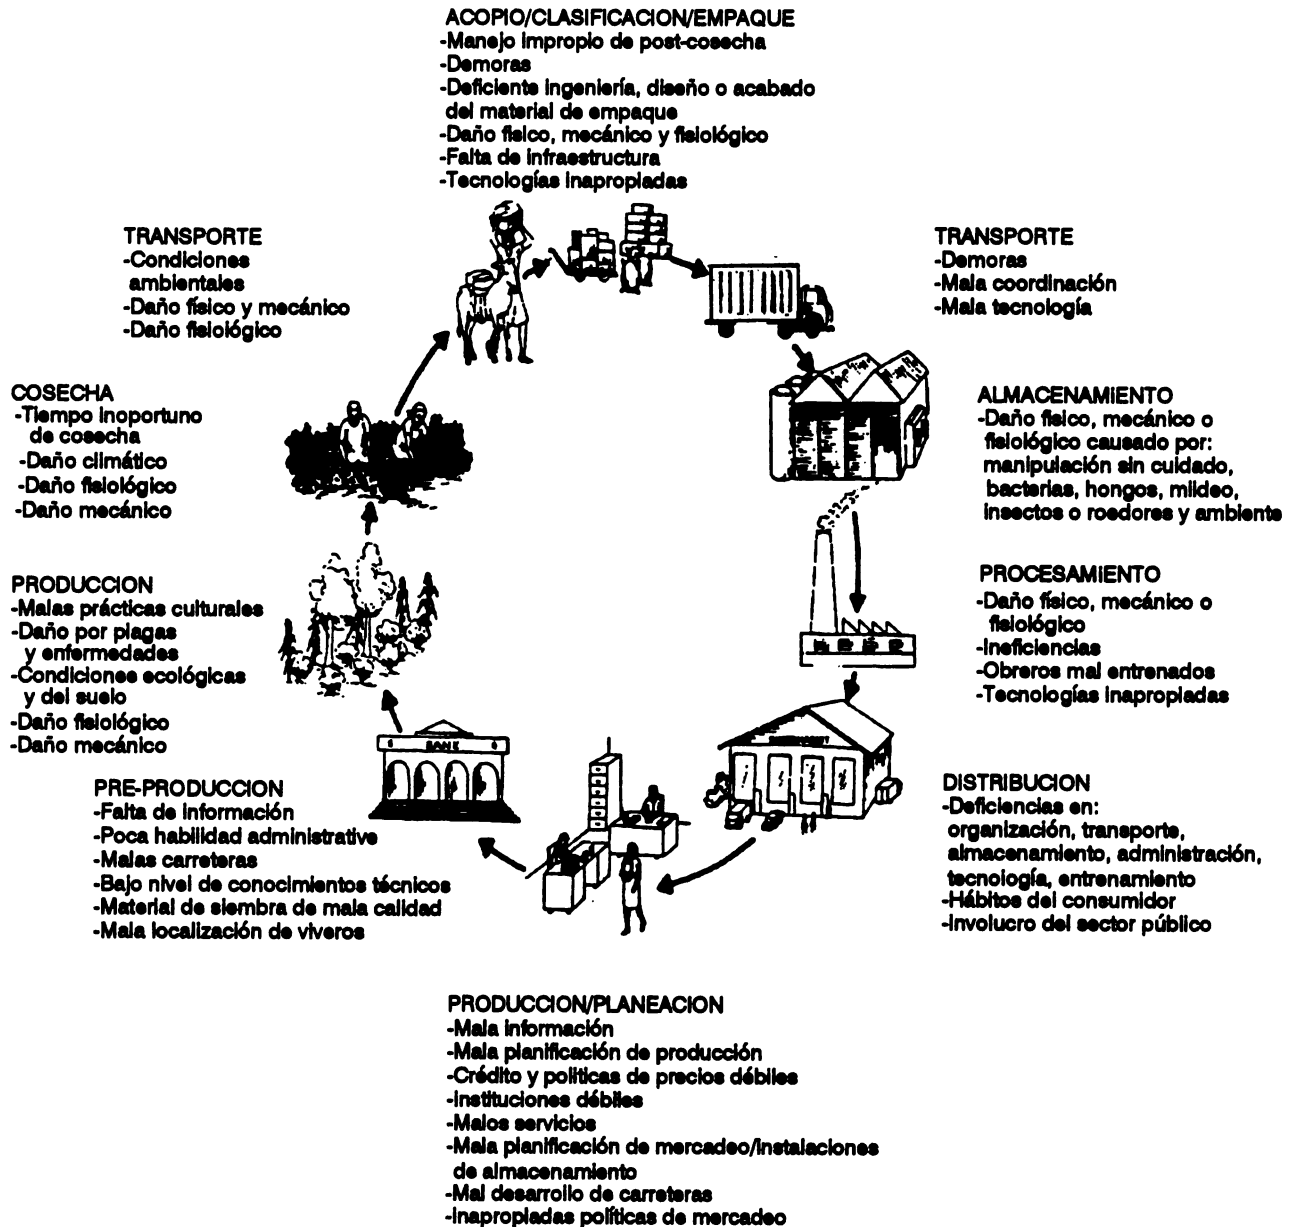 ACOPIO/CLASIFICACION/EMPAQUE
-Manejo impropio de post-cosecha
-Demoras
-Deficiente ingeniería, diseño o acabado
del material de empaque
-Daño físico, mecánico y fisiológico
-Falta de infraestructura
-Tecnologías inapropiadas
TRANSPORTE
-Condiciones
ambientales
-Daño físico y mecánico
-Daño fisiológico
TRANSPORTE
-Demoras
-Mala coordinación
-Mala tecnología
COSECHA
-Tiempo inoportuno
de cosecha
-Daño climático
-Daño fisiológico
-Daño mecánico
ALMACENAMIENTO
-Daño físico, mecánico o
fisiológico causado por:
manipulación sin cuidado,
bacterias, hongos, mildeo,
insectos o roedores y ambiente
PRODUCCION
-Malas prácticas culturales
-Daño por plagas
y enfermedades
-Condiciones ecológicas
y del suelo
-Daño fisiológico
-Daño mecánico
PROCESAMIENTO
-Daño físico, mecánico o
fisiológico
-Ineficiencias
-Obreros mal entrenados
-Tecnologías inapropiadas
BANK
PRE-PRODUCCION
-Falta de información
-Poca habilidad administrative
-Malas carreteras
-Bajo nivel de conocimientos técnicos
-Material de siembra de mala calidad
-Mala localización de viveros
DISTRIBUCION
-Deficiencias en:
organización, transporte,
almacenamiento, administración,
tecnología, entrenamiento
-Hábitos del consumidor
-Involucro del sector público
PRODUCCION/PLANEACION
-Mala información
-Mala planificación de producción
-Crédito y politicas de precios débiles
-Instituciones débiles
-Malos servicios
-Mala planificación de mercadeo/instalaciones
de almacenamiento
-Mal desarrollo de carreteras
-Inapropiadas políticas de mercadeo